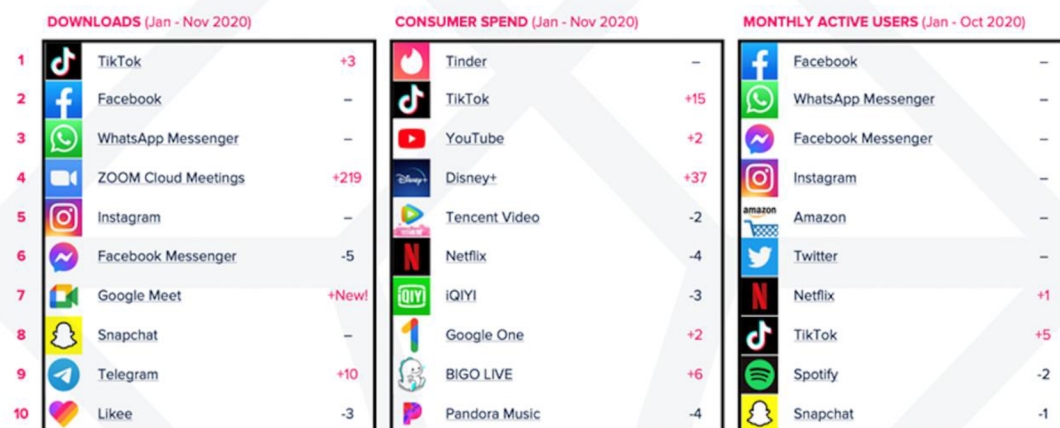 DOWNLOADS (Jan - Nov 2020) CONSUMER SPEND (Jan - Nov 2020) MONTHLY ACTIVE USERS (Jan - Oct 2020)
1 TikTok +3 Tinder – Facebook –
2 Facebook – TikTok +15 WhatsApp Messenger –
3 WhatsApp Messenger – YouTube +2 Facebook Messenger –
4 ZOOM Cloud Meetings +219 Disney+ Disney+ +37 Instagram –
5 Instagram – Tencent Video -2 amazon Amazon –
6 Facebook Messenger -5 N Netflix -4 Twitter –
7 Google Meet +New! iQIYI iQIYI -3 N Netflix +1
8 Snapchat – 1 Google One +2 TikTok +5
9 Telegram +10 BIGO LIVE +6 Spotify -2
10 Likee -3 P Pandora Music -4 Snapchat -1